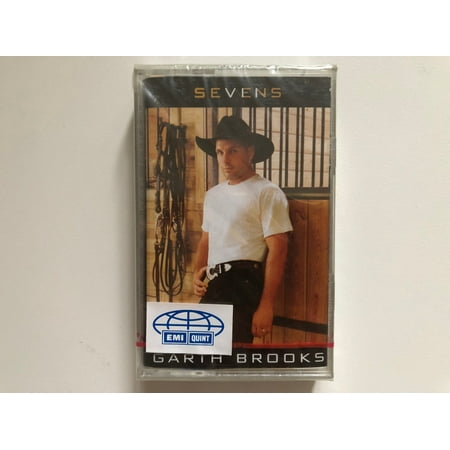 SEVENS
EMI QUINT
GARTH BROOKS